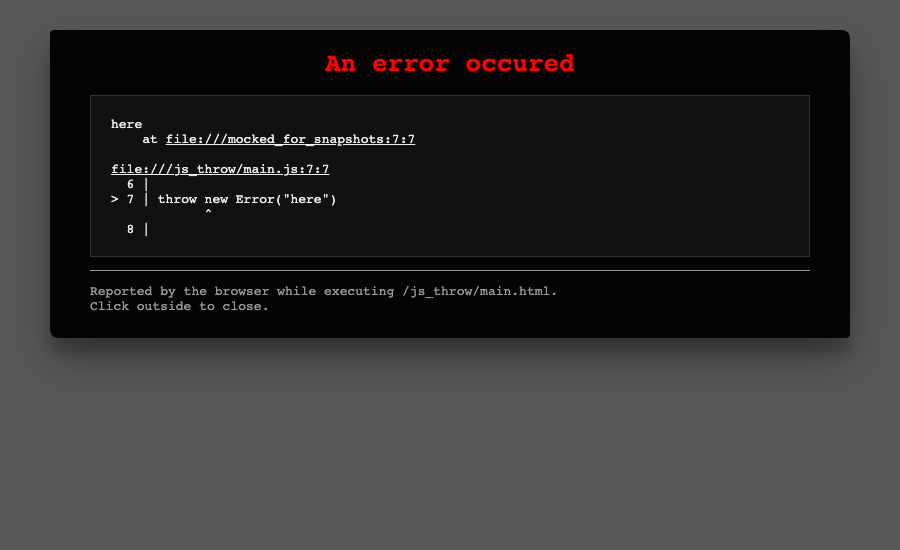 An error occured
here
    at file:///mocked_for_snapshots:7:7
file:///js_throw/main.js:7:7
  6 |
> 7 | throw new Error("here")
            ^
  8 |
Reported by the browser while executing /js_throw/main.html.
Click outside to close.